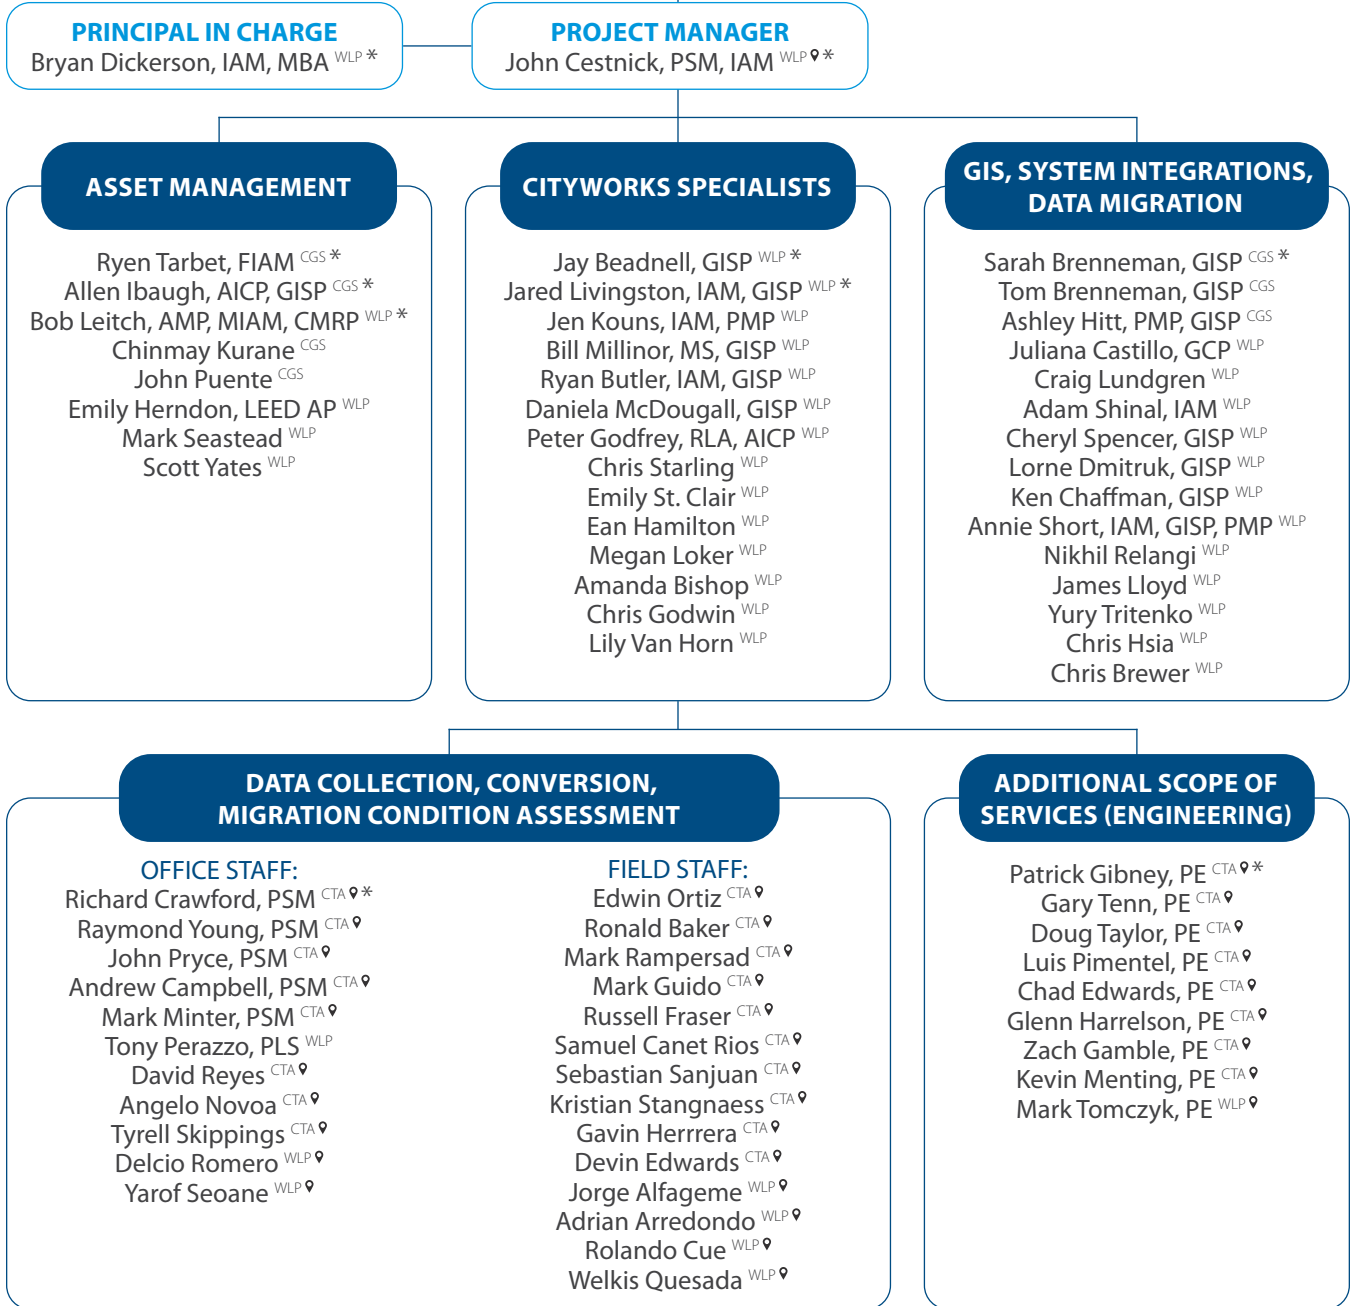 PRINCIPAL IN CHARGE
Bryan Dickerson, IAM, MBA WLP *
PROJECT MANAGER
John Cestnick, PSM, IAM WLP *
ASSET MANAGEMENT
Ryen Tarbet, FIAM CGS *
Allen Ibaugh, AICP, GISP CGS *
Bob Leitch, AMP, MIAM, CMRP WLP *
Chinmay Kurane CGS
John Puente CGS
Emily Herndon, LEED AP WLP
Mark Seastead WLP
Scott Yates WLP
CITYWORKS SPECIALISTS
Jay Beadnell, GISP WLP *
Jared Livingston, IAM, GISP WLP *
Jen Kouns, IAM, PMP WLP
Bill Millinor, MS, GISP WLP
Ryan Butler, IAM, GISP WLP
Daniela McDougall, GISP WLP
Peter Godfrey, RLA, AICP WLP
Chris Starling WLP
Emily St. Clair WLP
Ean Hamilton WLP
Megan Loker WLP
Amanda Bishop WLP
Chris Godwin WLP
Lily Van Horn WLP
GIS, SYSTEM INTEGRATIONS,
DATA MIGRATION
Sarah Brenneman, GISP CGS *
Tom Brenneman, GISP CGS
Ashley Hitt, PMP, GISP CGS
Juliana Castillo, GCP WLP
Craig Lundgren WLP
Adam Shinal, IAM WLP
Cheryl Spencer, GISP WLP
Lorne Dmitruk, GISP WLP
Ken Chaffman, GISP WLP
Annie Short, IAM, GISP, PMP WLP
Nikhil Relangi WLP
James Lloyd WLP
Yury Tritenko WLP
Chris Hsia WLP
Chris Brewer WLP
DATA COLLECTION, CONVERSION,
MIGRATION CONDITION ASSESSMENT
OFFICE STAFF:
Richard Crawford, PSM CTA *
Raymond Young, PSM CTA
John Pryce, PSM CTA
Andrew Campbell, PSM CTA
Mark Minter, PSM CTA
Tony Perazzo, PLS WLP
David Reyes CTA
Angelo Novoa CTA
Tyrell Skippings CTA
Delcio Romero WLP
Yarof Seoane WLP
FIELD STAFF:
Edwin Ortiz CTA
Ronald Baker CTA
Mark Rampersad CTA
Mark Guido CTA
Russell Fraser CTA
Samuel Canet Rios CTA
Sebastian Sanjuan CTA
Kristian Stangnaess CTA
Gavin Herrrera CTA
Devin Edwards CTA
Jorge Alfageme WLP
Adrian Arredondo WLP
Rolando Cue WLP
Welkis Quesada WLP
ADDITIONAL SCOPE OF
SERVICES (ENGINEERING)
Patrick Gibney, PE CTA *
Gary Tenn, PE CTA
Doug Taylor, PE CTA
Luis Pimentel, PE CTA
Chad Edwards, PE CTA
Glenn Harrelson, PE CTA
Zach Gamble, PE CTA
Kevin Menting, PE CTA
Mark Tomczyk, PE WLP